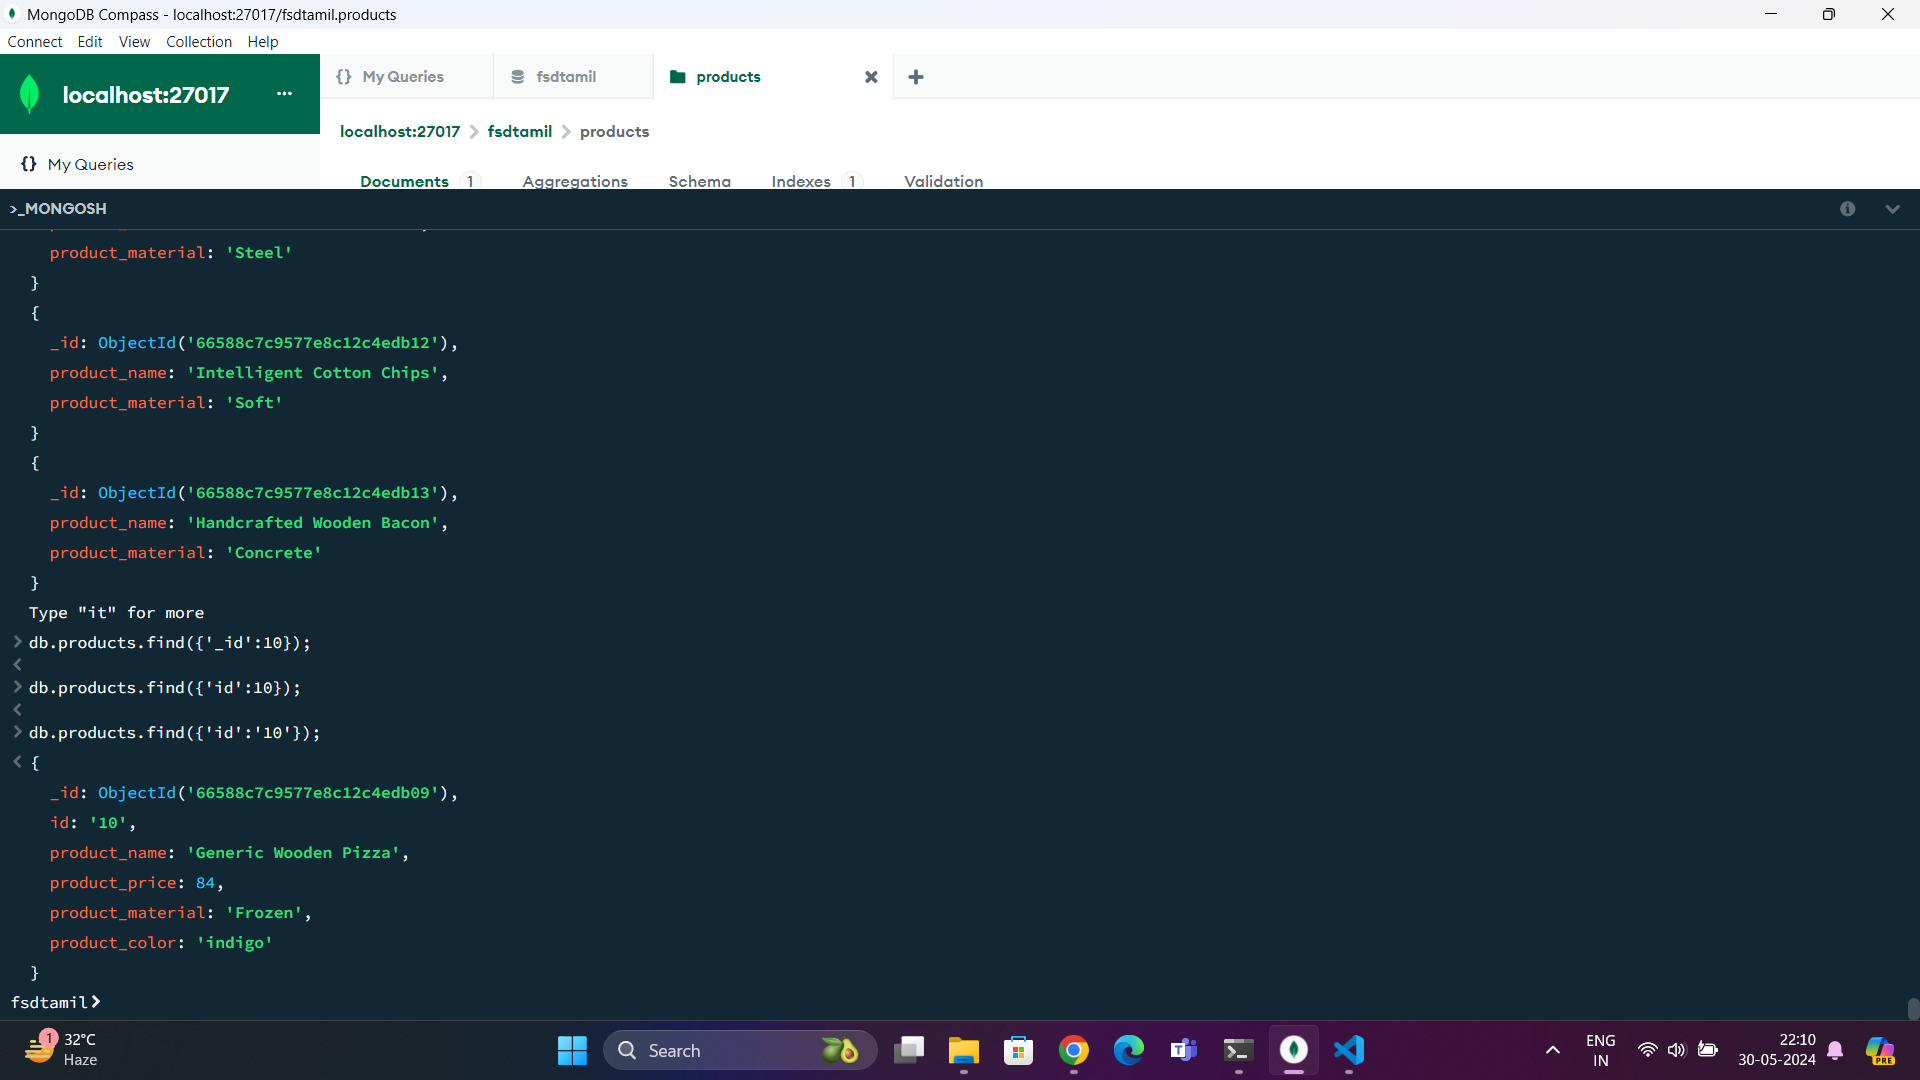 MongoDB Compass - localhost:27017/fsdtamil.products
Connect Edit View Collection Help
localhost:27017 ...
{} My Queries
fsdtamil
products
localhost:27017 > fsdtamil > products
{} My Queries
Documents 1 Aggregations Schema Indexes 1 Validation
>_MONGOSH
product_material: 'Steel'
}
{
_id: ObjectId('66588c7c9577e8c12c4edb12'),
product_name: 'Intelligent Cotton Chips',
product_material: 'Soft'
}
{
_id: ObjectId('66588c7c9577e8c12c4edb13'),
product_name: 'Handcrafted Wooden Bacon',
product_material: 'Concrete'
}
Type "it" for more
> db.products.find({'_id':10});
<
> db.products.find({'id':10});
<
> db.products.find({'id':'10'});
< {
_id: ObjectId('66588c7c9577e8c12c4edb09'),
id: '10',
product_name: 'Generic Wooden Pizza',
product_price: 84,
product_material: 'Frozen',
product_color: 'indigo'
}
fsdtamil>
1
32°C
Haze
Search
ENG
IN
22:10
30-05-2024
PRE